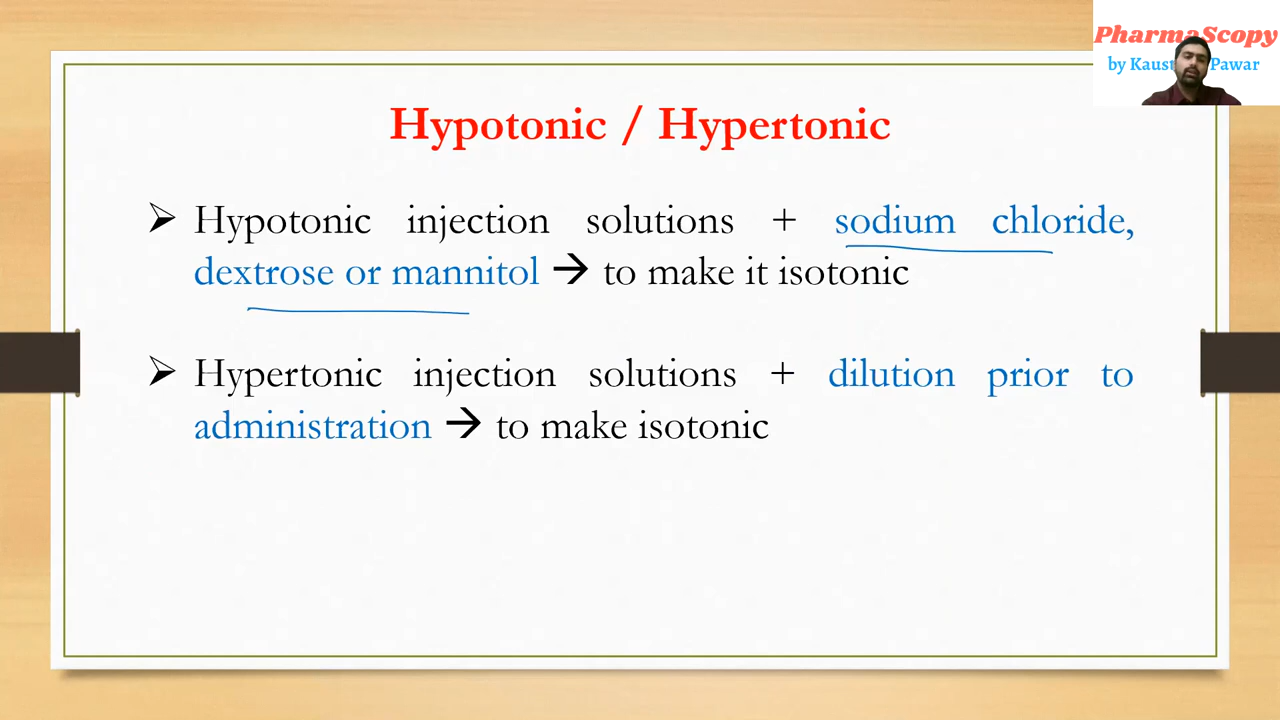 PharmaScopy
by Kaust Pawar
Hypotonic / Hypertonic
➢ Hypotonic injection solutions + sodium chloride,
dextrose or mannitol → to make it isotonic
➢ Hypertonic injection solutions + dilution prior to
administration → to make isotonic